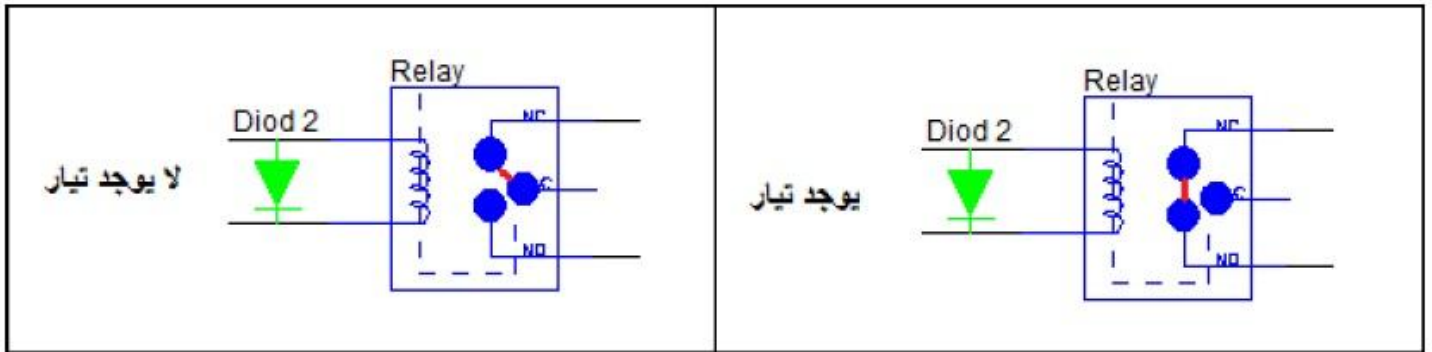 Relay
NC
Diod 2
لا يوجد تيار
C
NO
Relay
NC
Diod 2
يوجد تيار
C
NO